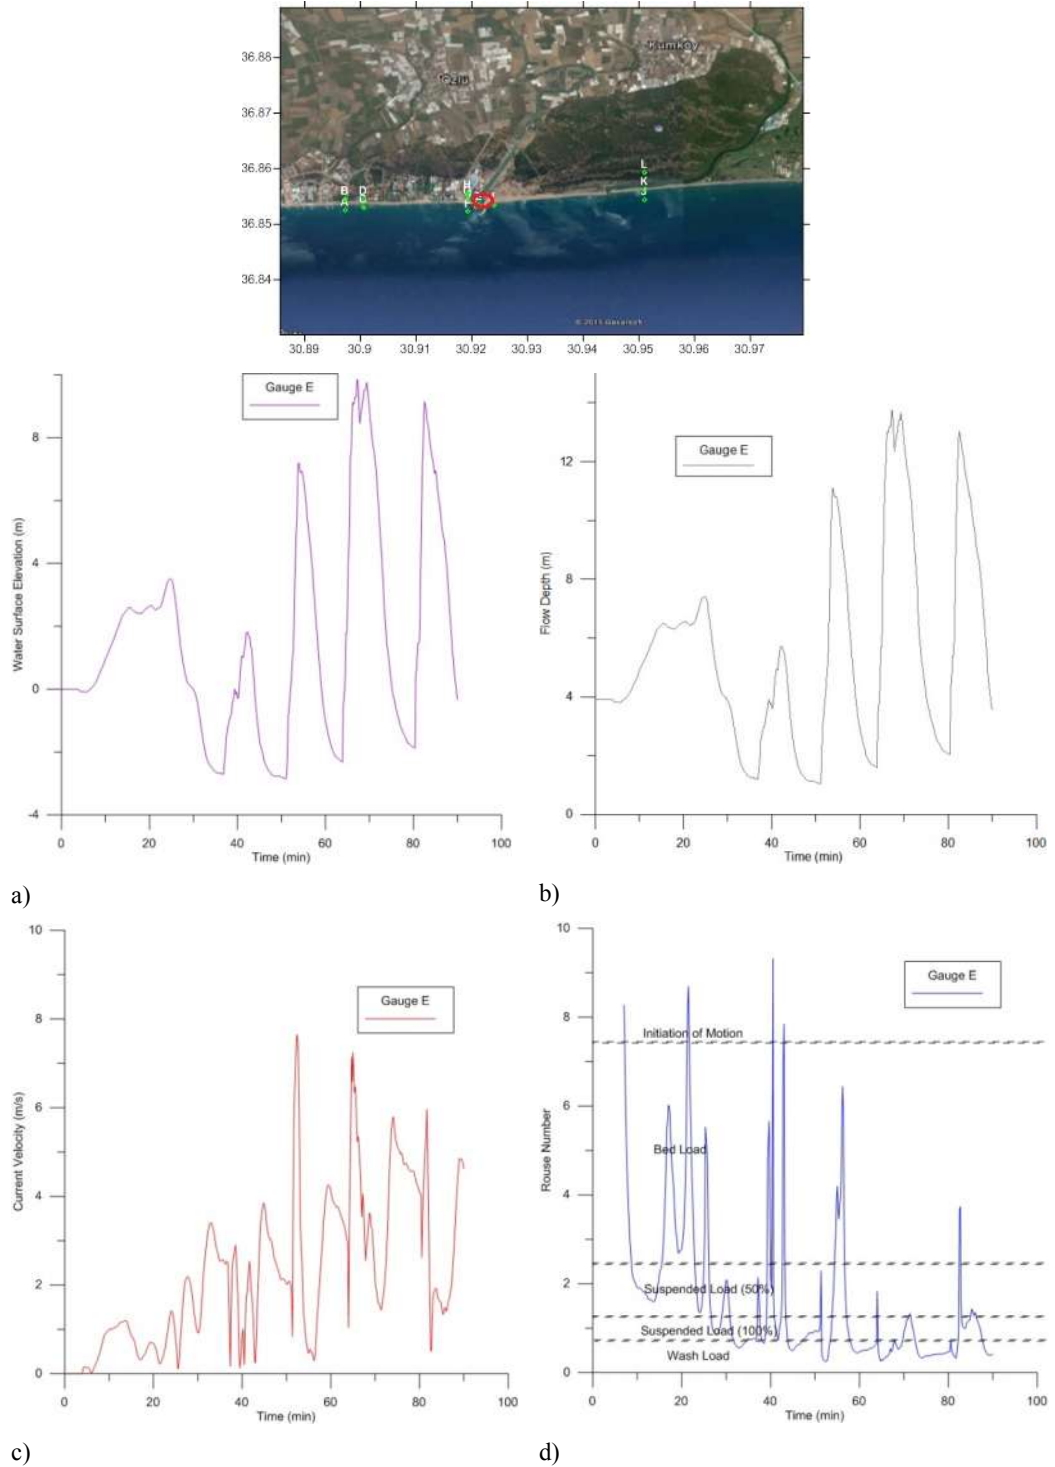 36.88
36.87
36.86
36.85
36.84
Kumköy
B
A
D
C
H
L
K
J
30.89 30.9 30.91 30.92 30.93 30.94 30.95 30.96 30.97
Gauge E
Water Surface Elevation (m)
8
4
0
-4
0 20 40 60 80 100
Time (min)
a)
Gauge E
Flow Depth (m)
12
8
4
0
0 20 40 60 80 100
Time (min)
b)
Gauge E
Current Velocity (m/s)
10
8
6
4
2
0
0 20 40 60 80 100
Time (min)
c)
Gauge E
Rouse Number
10
8
6
4
2
0
Initiation of Motion
Bed Load
Suspended Load (50%)
Suspended Load (100%)
Wash Load
0 20 40 60 80 100
Time (min)
d)